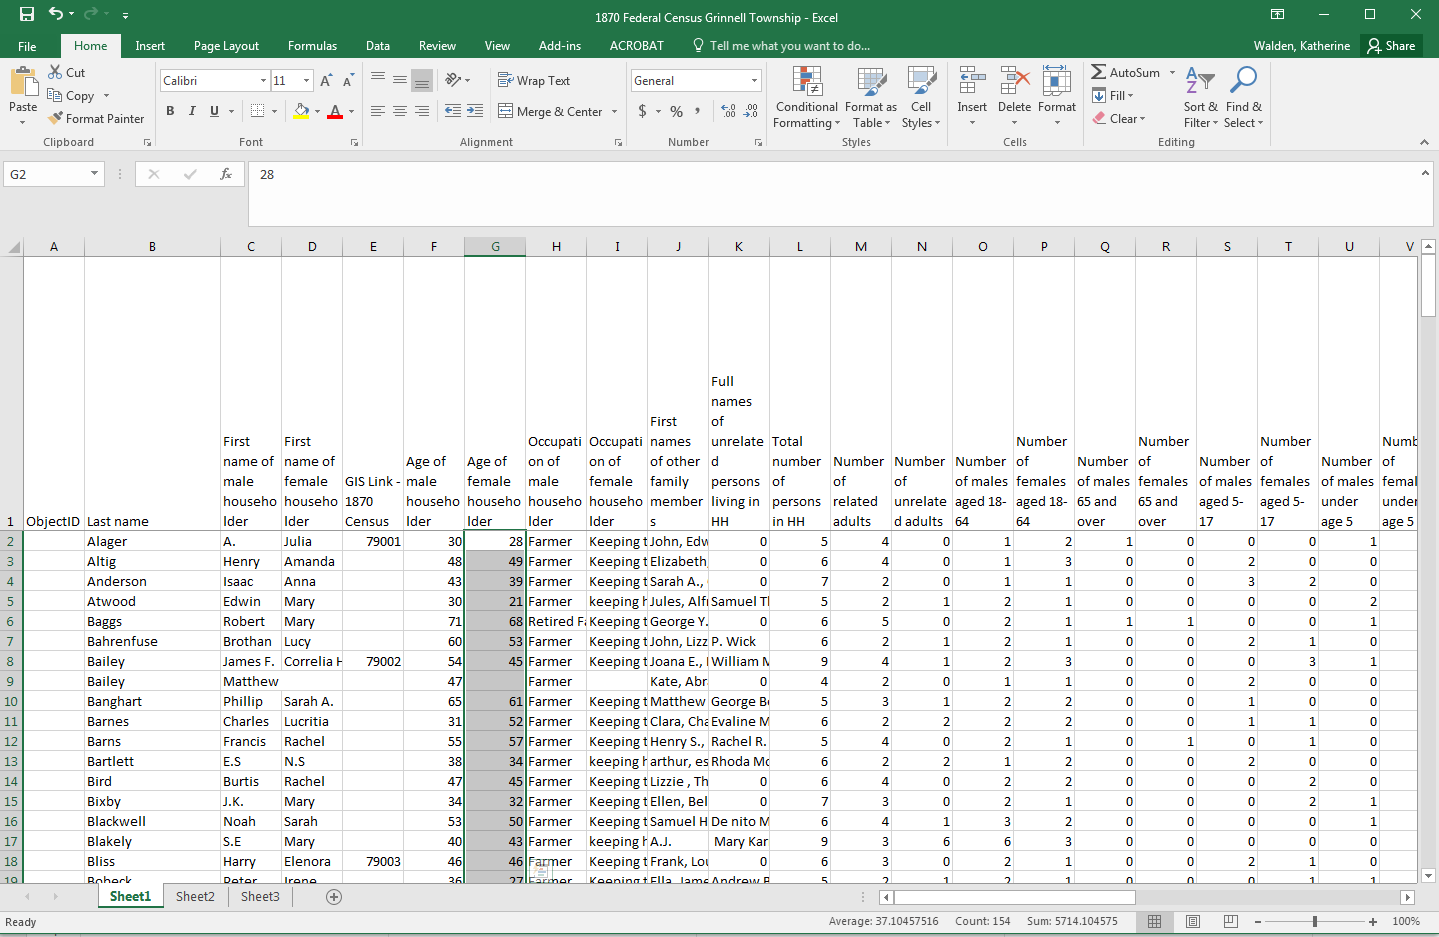 1870 Federal Census Grinnell Township - Excel
File Home Insert Page Layout Formulas Data Review View Add-ins ACROBAT Tell me what you want to do... Walden, Katherine Share
Paste
Cut
Copy
Format Painter
Clipboard
Calibri 11
B I U
Font
Wrap Text
Merge & Center
Alignment
General
$ % ,
Number
Conditional Formatting
Format as Table
Cell Styles
Styles
Insert Delete Format
Cells
AutoSum
Fill
Clear
Sort & Filter
Find & Select
Editing
G2 fx 28
A B C D E F G H I J K L M N O P Q R S T U V
1 ObjectID Last name First name of male householder First name of female householder GIS Link - 1870 Census Age of male householder Age of female householder Occupation of male householder Occupation of female householder First names of other family members Full names of unrelated persons living in HH Total number of persons in HH Number of related adults Number of unrelated adults Number of males aged 18-64 Number of females aged 18-64 Number of males 65 and over Number of females 65 and over Number of males aged 5-17 Number of females aged 5-17 Number of males under age 5
2 Alager A. Julia 79001 30 28 Farmer Keeping t John, Edw 0 5 4 0 1 2 1 0 0 0 1
3 Altig Henry Amanda 48 49 Farmer Keeping t Elizabeth, 0 6 4 0 1 3 0 0 2 0 0
4 Anderson Isaac Anna 43 39 Farmer Keeping t Sarah A., 0 7 2 0 1 1 0 0 3 2 0
5 Atwood Edwin Mary 30 21 Farmer keeping h Jules, Alf Samuel Tl 5 2 1 2 1 0 0 0 0 2
6 Baggs Robert Mary 71 68 Retired Fa Keeping t George Y. 0 6 5 0 2 1 1 1 0 0 1
7 Bahrenfuse Brothan Lucy 60 53 Farmer Keeping t John, Lizz P. Wick 6 2 1 2 1 0 0 2 1 0
8 Bailey James F. Correlia H 79002 54 45 Farmer Keeping t Joana E., William M 9 4 1 2 3 0 0 0 3 1
9 Bailey Matthew 47 Farmer Kate, Abr 0 4 2 0 1 1 0 0 2 0 0
10 Banghart Phillip Sarah A. 65 61 Farmer Keeping t Matthew George Be 5 3 1 2 2 0 0 1 0 0
11 Barnes Charles Lucritia 31 52 Farmer Keeping t Clara, Cha Evaline M 6 2 2 2 2 0 0 1 1 0
12 Barns Francis Rachel 55 57 Farmer Keeping t Henry S., Rachel R. 5 4 0 2 1 0 1 0 1 0
13 Bartlett E.S N.S 38 34 Farmer keeping h arthur, es Rhoda Mc 6 2 2 1 2 0 0 2 0 0
14 Bird Burtis Rachel 47 45 Farmer Keeping t Lizzie , Th 0 6 4 0 2 2 0 0 0 2 0
15 Bixby J.K. Mary 34 32 Farmer Keeping t Ellen, Bel 0 7 3 0 2 1 0 0 0 2 1
16 Blackwell Noah Sarah 53 50 Farmer Keeping t Samuel H De nito M 6 4 1 3 2 0 0 0 0 1
17 Blakely S.E Mary 40 43 Farmer keeping h A.J. Mary Kar 9 3 6 6 3 0 0 0 0 0
18 Bliss Harry Elenora 79003 46 46 Farmer Keeping t Frank, Lou 0 6 3 0 2 1 0 0 2 1 0
19 Bobeck Peter Irene 36 27 Farmer Keeping t Ella, Jame Andrew B 5 2 1 2 1 0 0 0 1 1
Sheet1 Sheet2 Sheet3
Ready Average: 37.10457516 Count: 154 Sum: 5714.104575 100%